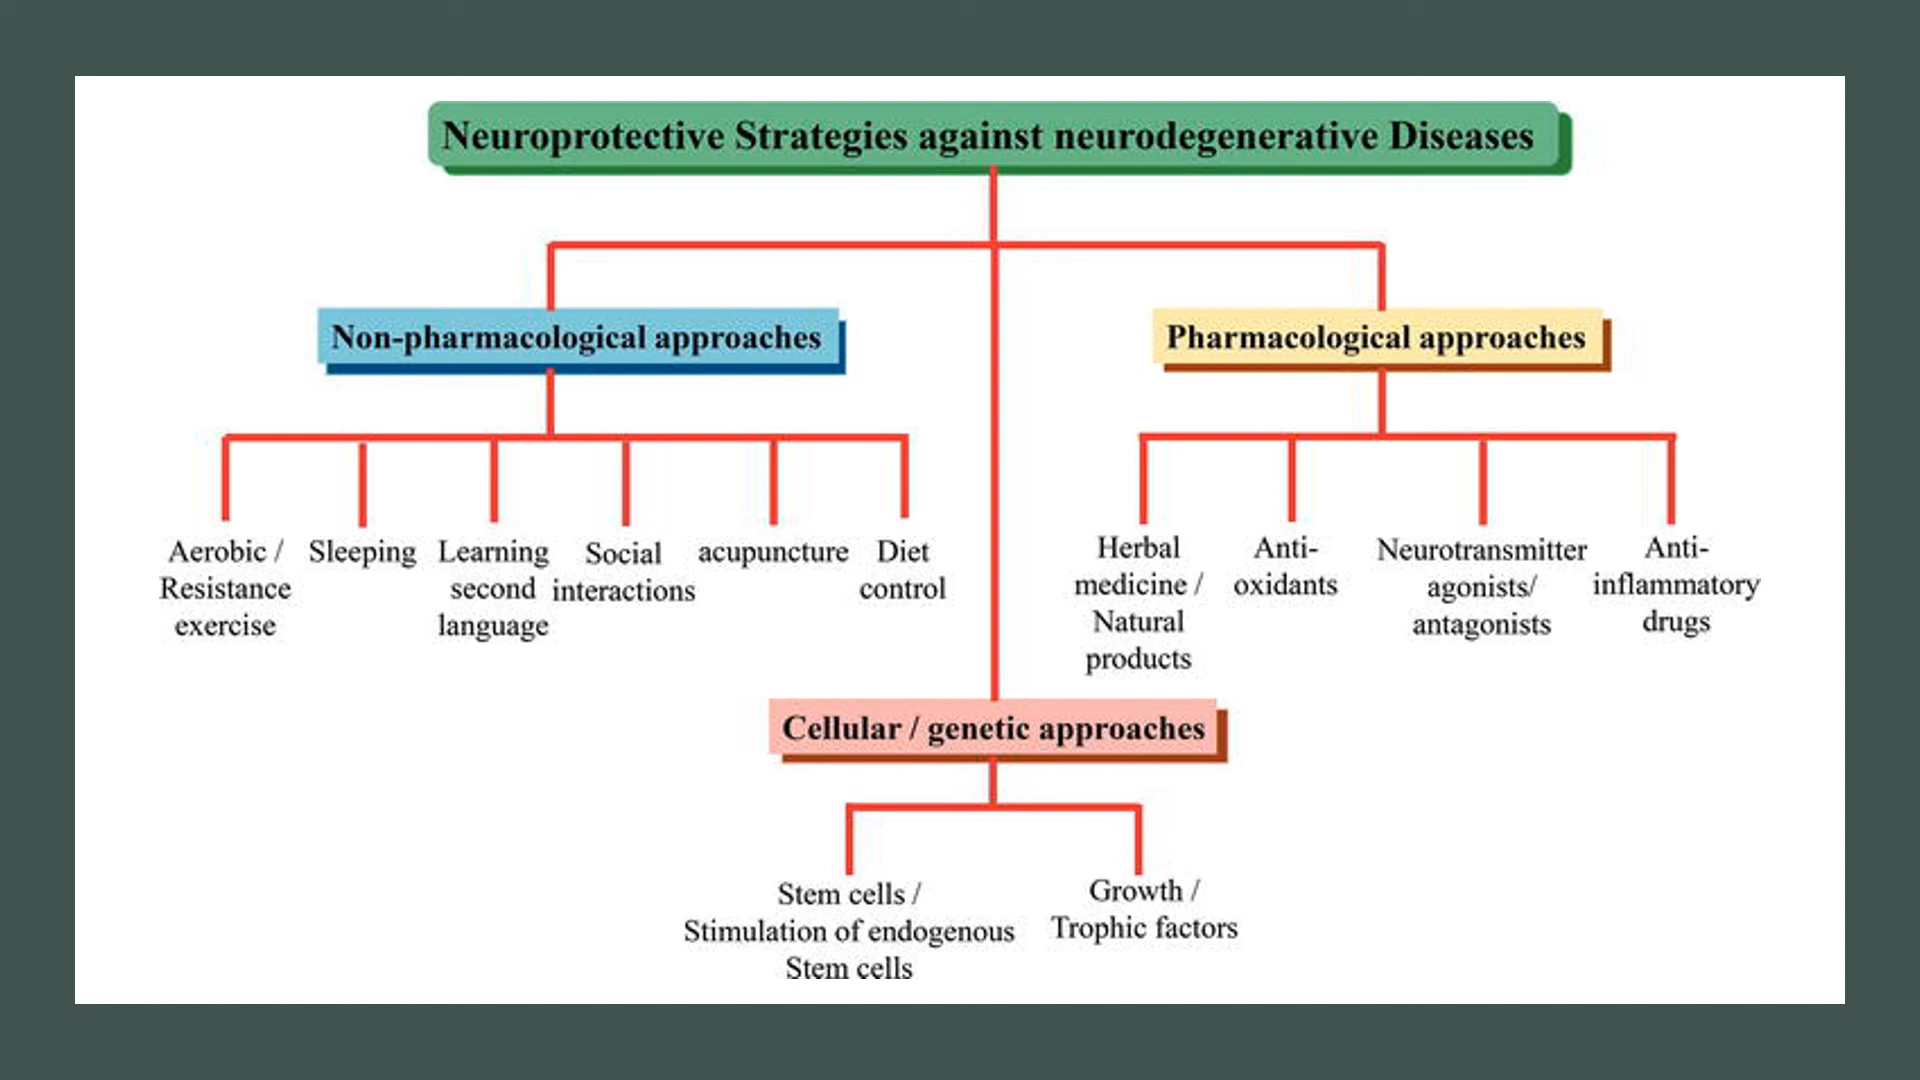 Neuroprotective Strategies against neurodegenerative Diseases
Non-pharmacological approaches
Pharmacological approaches
Aerobic /
Resistance
exercise
Sleeping
Learning
second
language
Social
interactions
acupuncture
Diet
control
Herbal
medicine /
Natural
products
Anti-
oxidants
Neurotransmitter
agonists/
antagonists
Anti-
inflammatory
drugs
Cellular / genetic approaches
Stem cells /
Stimulation of endogenous
Stem cells
Growth /
Trophic factors